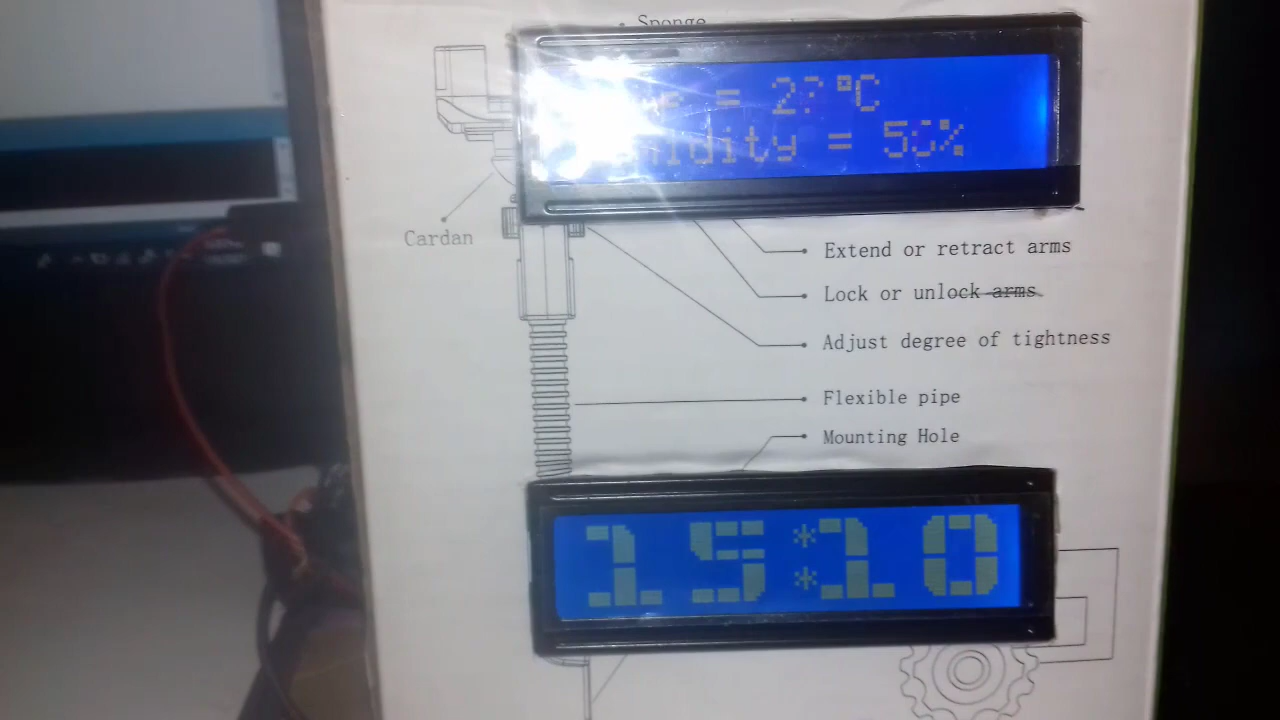 Sponge
= 2 °C
idity = 5 %
Cardan
Extend or retract arms
Lock or unlock arms
Adjust degree of tightness
Flexible pipe
Mounting Hole
15:10